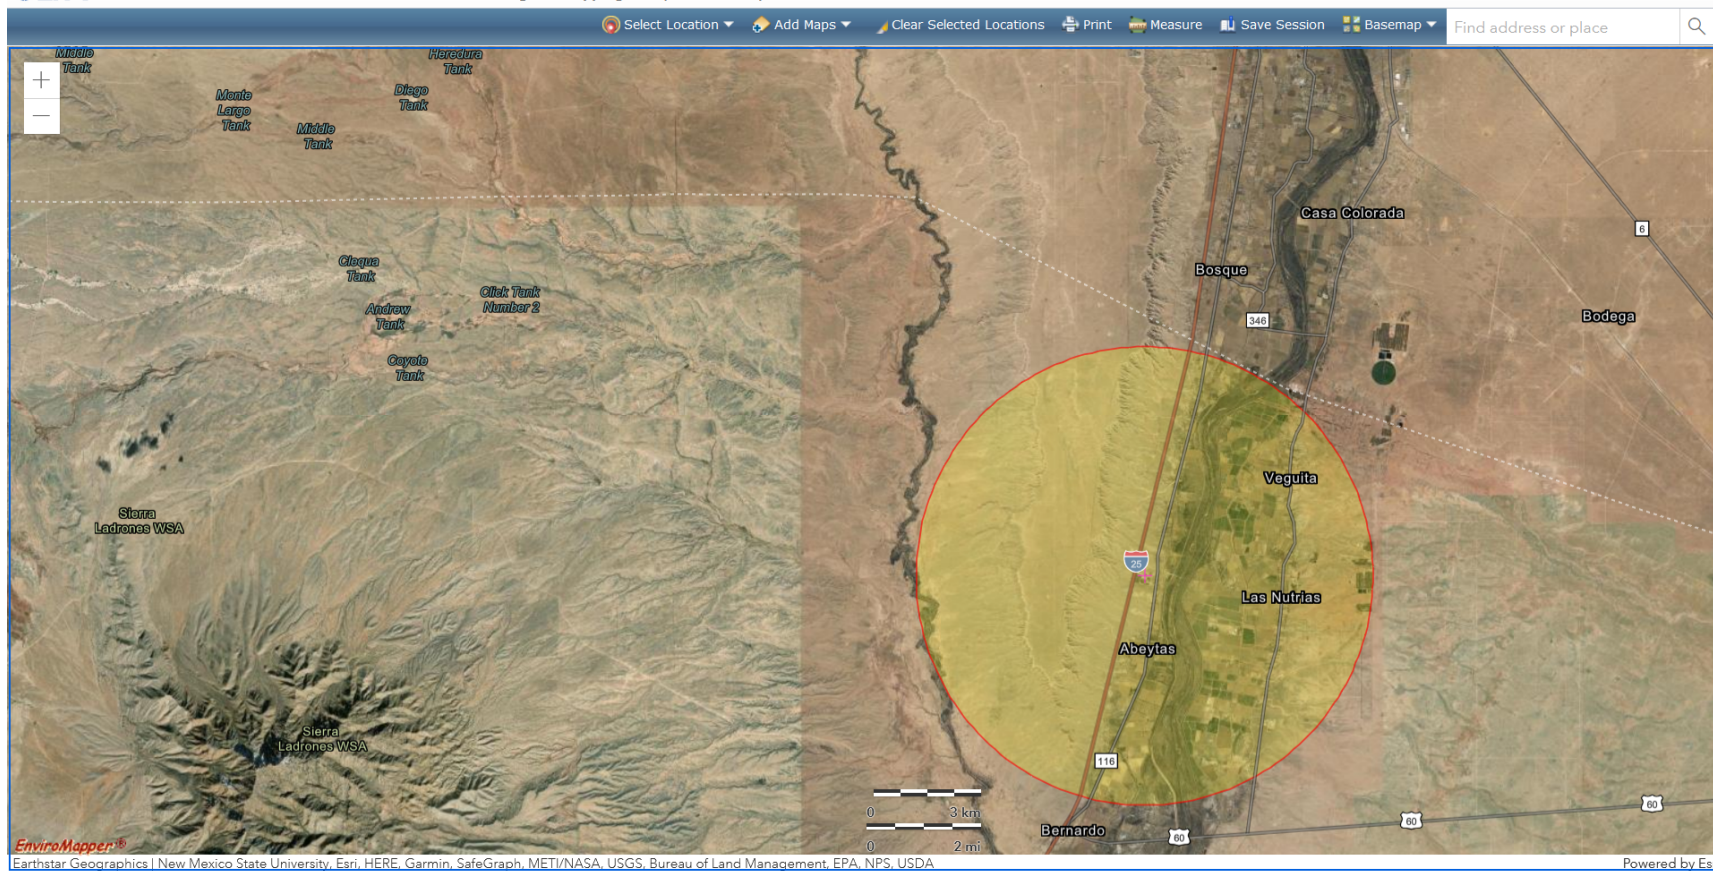 Select Location
Add Maps
Clear Selected Locations
Print
Measure
Save Session
Basemap
Find address or place
Middle
Tank
Heredura
Tank
Monte
Largo
Tank
Diego
Tank
Middle
Tank
Casa Colorada
6
Clequa
Tank
Bosque
Click Tank
Number 2
Andrew
Tank
346
Bodega
Coyote
Tank
Veguita
Sierra
Ladrones WSA
25
Las Nutrias
Abeytas
Sierra
Ladrones WSA
116
0 3 km
0 2 mi
Bernardo
60
60
60
EnviroMapper ®
Earthstar Geographics | New Mexico State University, Esri, HERE, Garmin, SafeGraph, METI/NASA, USGS, Bureau of Land Management, EPA, NPS, USDA
Powered by Es